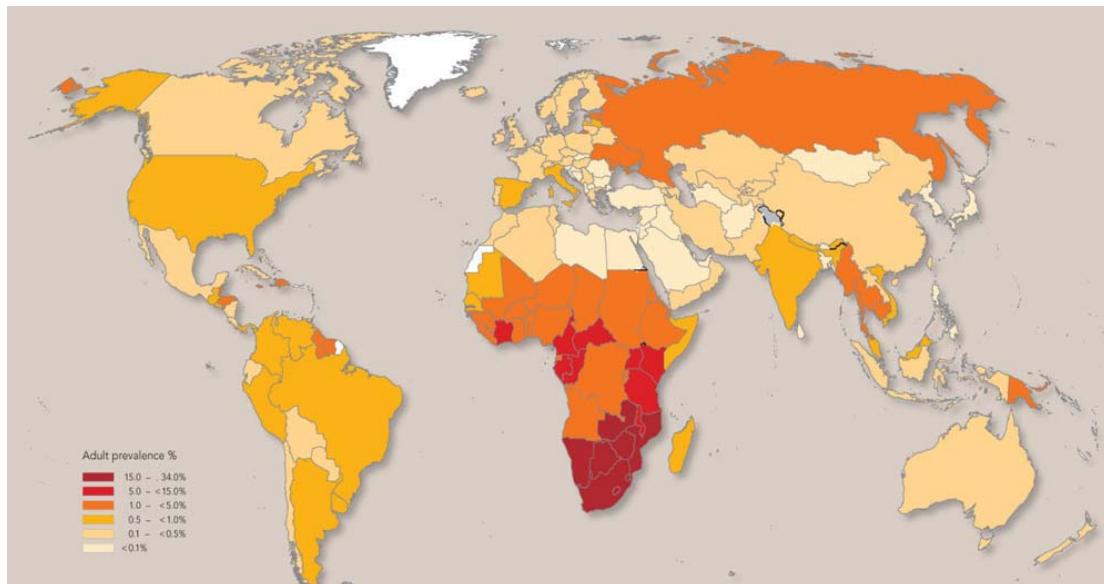 Adult prevalence %
15.0 – . 34.0%
5.0 – <15.0%
1.0 – <5.0%
0.5 – <1.0%
0.1 – <0.5%
<0.1%